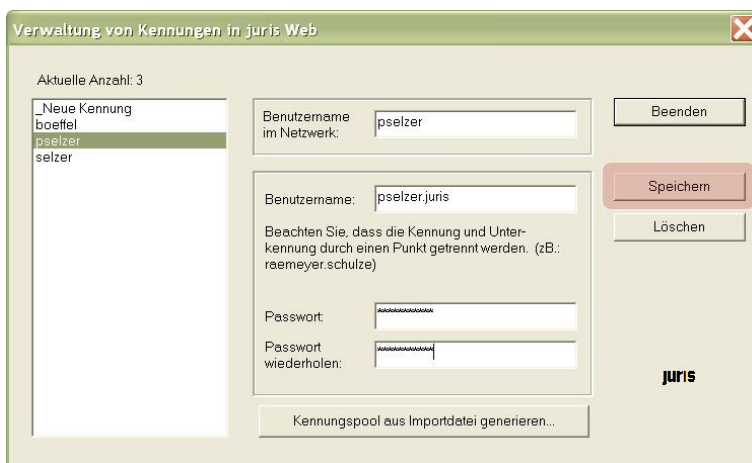 Verwaltung von Kennungen in juris Web
Aktuelle Anzahl: 3
_Neue Kennung
boeffel
pselzer
selzer
Benutzername
im Netzwerk:
pselzer
Benutzername:
pselzer.juris
Beachten Sie, dass die Kennung und Unter-
kennung durch einen Punkt getrennt werden. (zB.:
raemeyer.schulze)
Passwort:
***********
Passwort
wiederholen:
***********
Kennungspool aus Importdatei generieren...
Beenden
Speichern
Löschen
juris